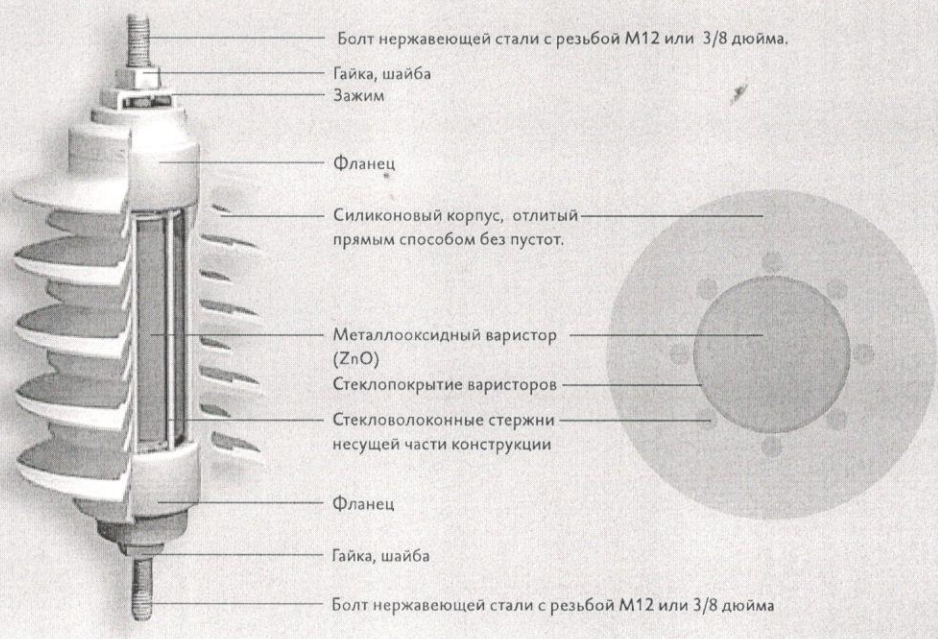 Болт нержавеющей стали с резьбой М12 или 3/8 дюйма.
Гайка, шайба
Зажим
Фланец
Силиконовый корпус, отлитый
прямым способом без пустот.
Металлооксидный варистор
(ZnO)
Стеклопокрытие варисторов
Стекловолоконные стержни
несущей части конструкции
Фланец
Гайка, шайба
Болт нержавеющей стали с резьбой М12 или 3/8 дюйма